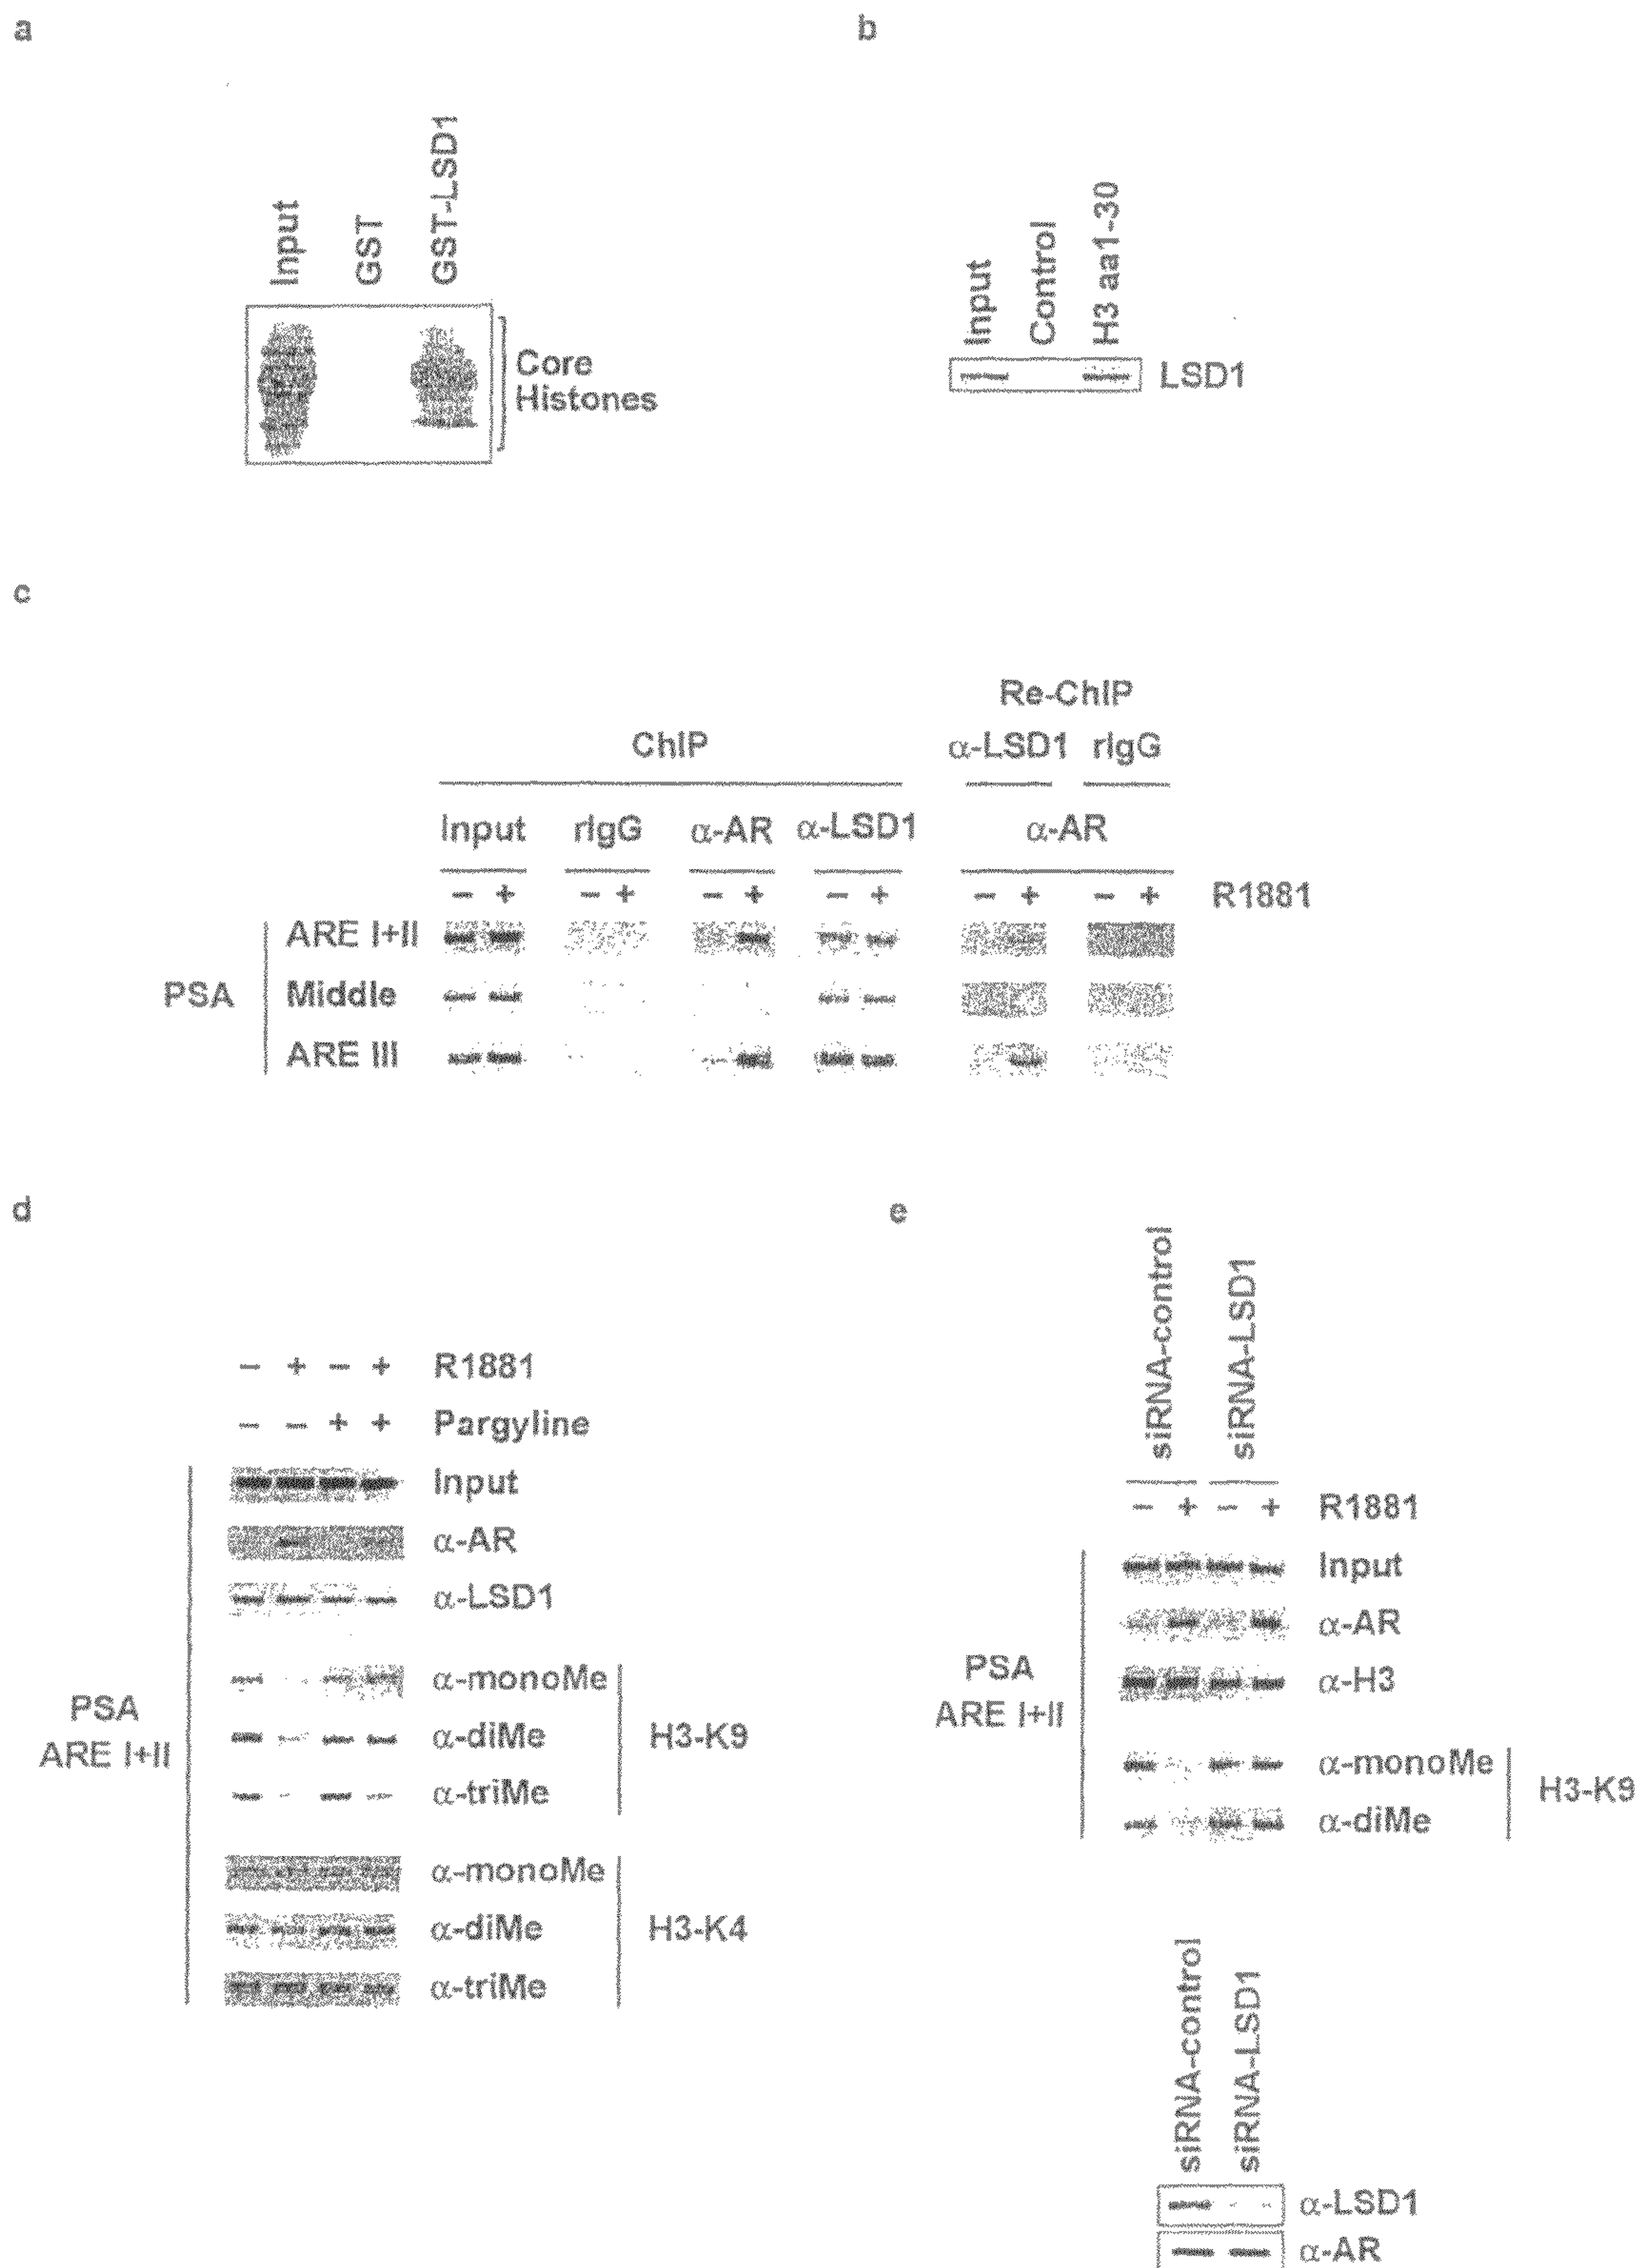 a
Input
GST
GST-LSD1
Core
Histones
b
Input
Control
H3 aa1-30
LSD1
c
Re-ChIP
ChIP
α-LSD1 rIgG
Input rIgG α-AR α-LSD1 α-AR
− + − + − + − + − + − + R1881
PSA
ARE I+II
Middle
ARE III
d
− + − + R1881
− − + + Pargyline
PSA
ARE I+II
Input
α-AR
α-LSD1
α-monoMe
α-diMe
α-triMe
H3-K9
α-monoMe
α-diMe
α-triMe
H3-K4
e
siRNA-control
siRNA-LSD1
− + − + R1881
PSA
ARE I+II
Input
α-AR
α-H3
α-monoMe
α-diMe
H3-K9
siRNA-control
siRNA-LSD1
α-LSD1
α-AR